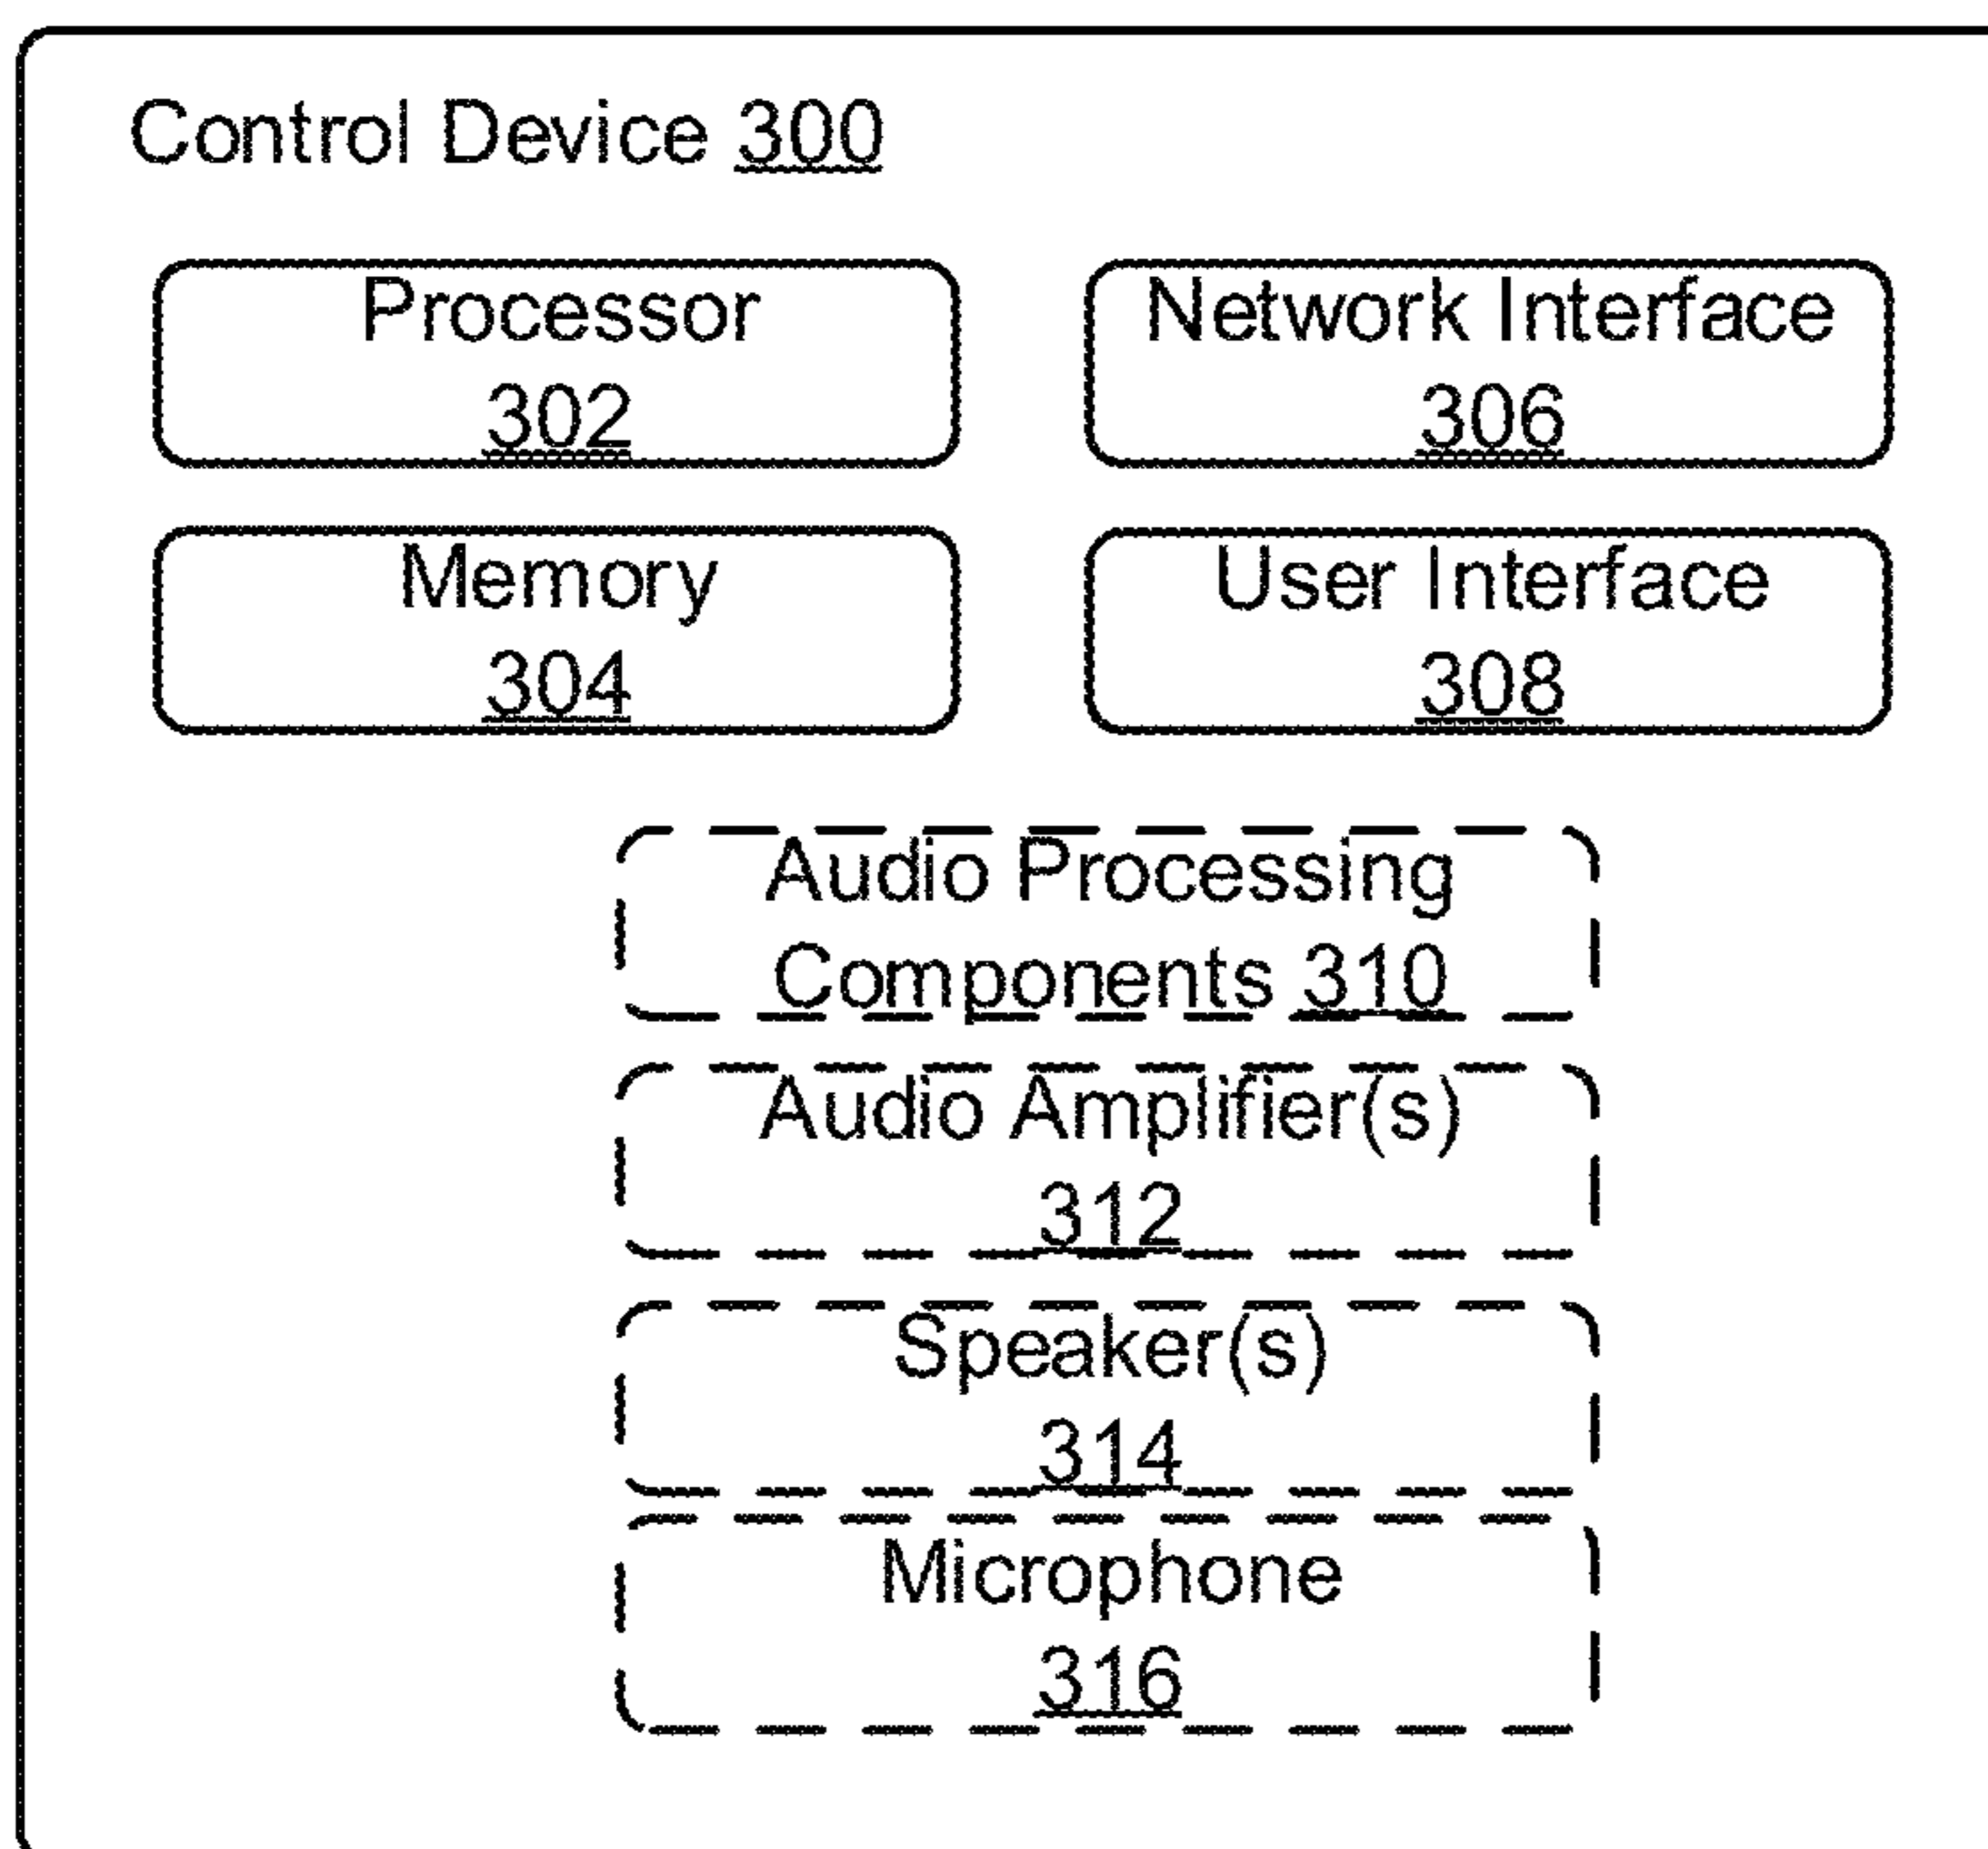 Control Device 300
Processor
302
Network Interface
306
Memory
304
User Interface
308
Audio Processing
Components 310
Audio Amplifier(s)
312
Speaker(s)
314
Microphone
316